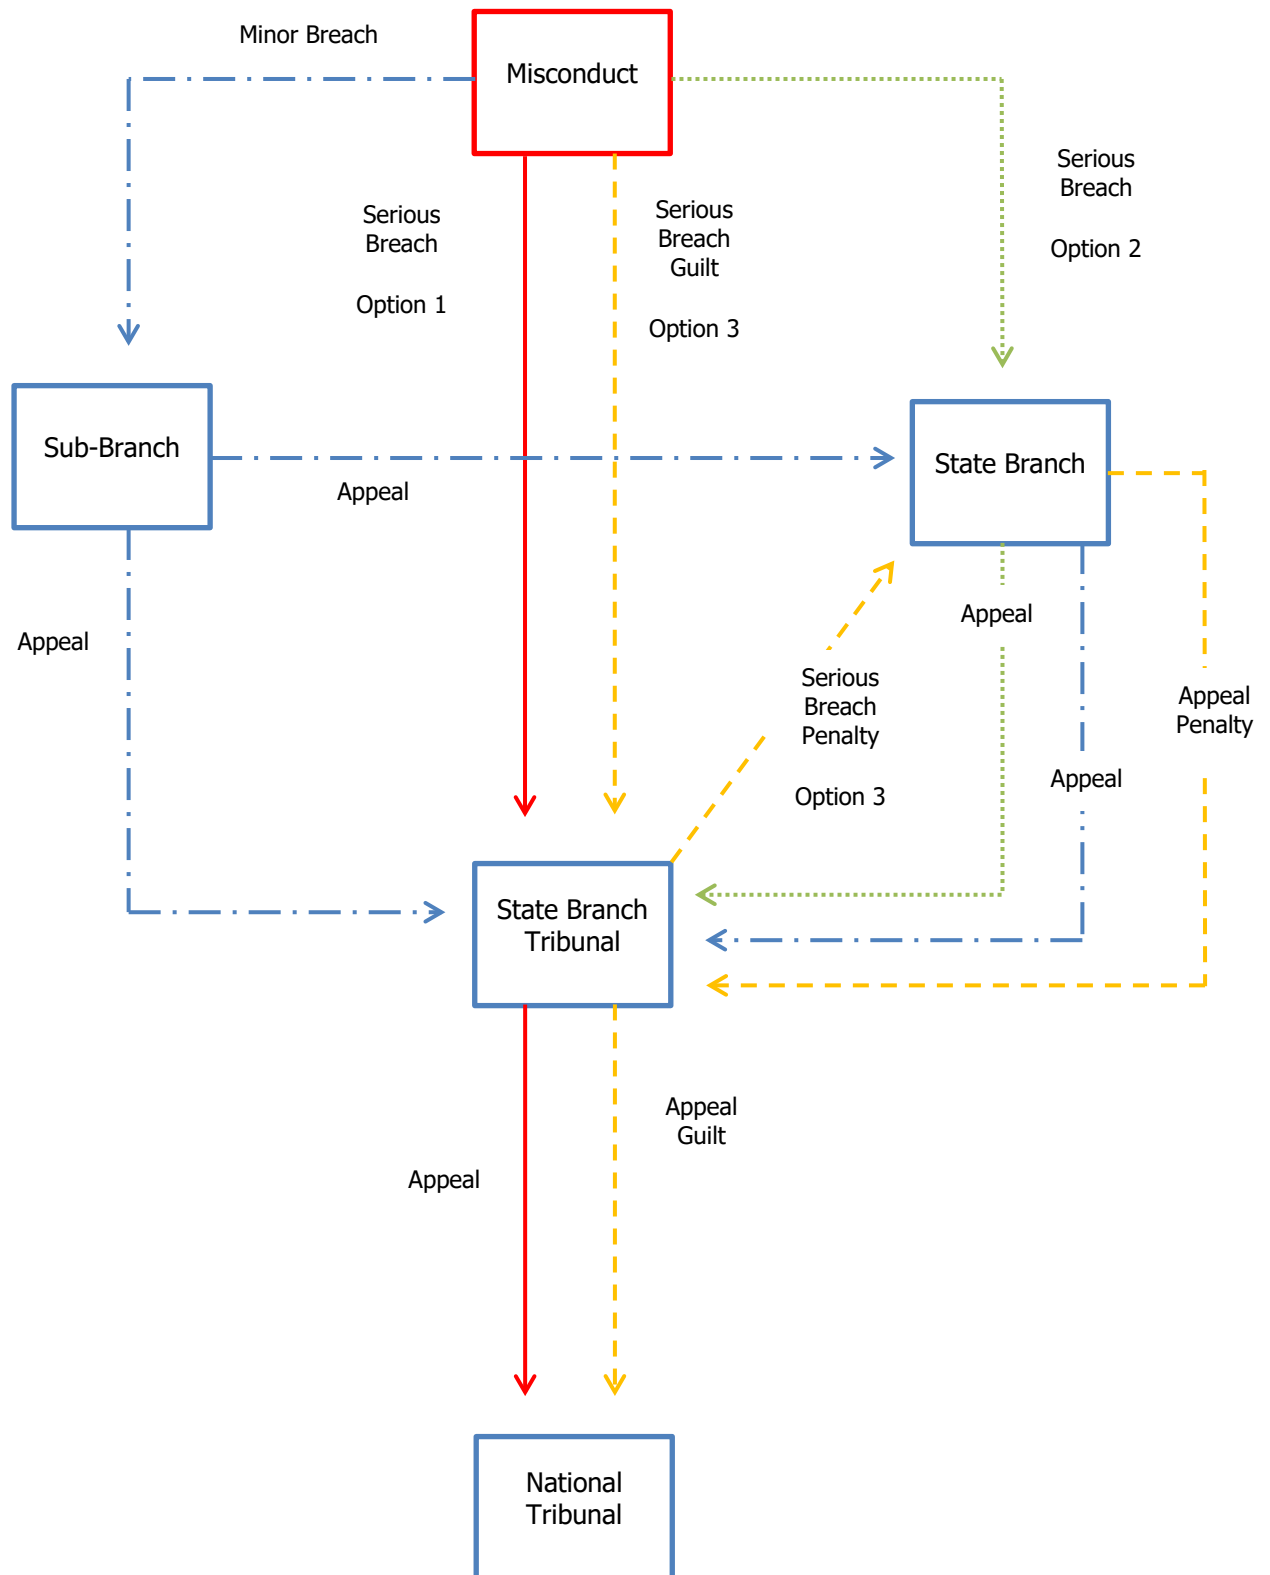 Minor Breach
Misconduct
Serious
Breach
Option 1
Serious
Breach
Guilt
Option 3
Serious
Breach
Option 2
Sub-Branch
Appeal
State Branch
Appeal
Appeal
Serious
Breach
Penalty
Option 3
Appeal
Appeal
Penalty
State Branch
Tribunal
Appeal
Appeal
Guilt
National
Tribunal